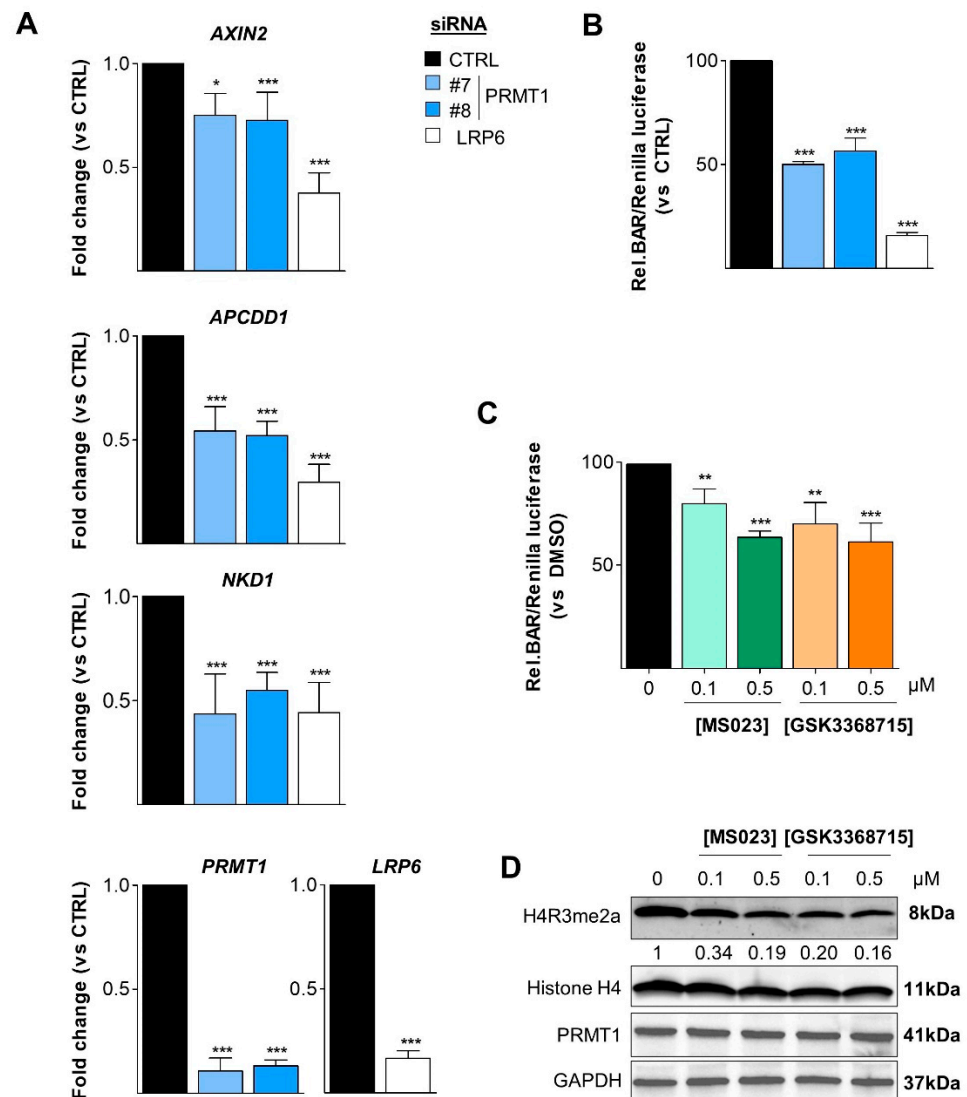 A
AXIN2
Fold change (vs CTRL)
0.5
*
***
***
siRNA
CTRL
#7
#8
PRMT1
LRP6
B
Rel.BAR/Renilla luciferase
(vs CTRL)
100
50
***
***
***
APCDD1
Fold change (vs CTRL)
1.0
0.5
***
***
***
C
Rel.BAR/Renilla luciferase
(vs DMSO)
100
50
**
***
**
***
0 0.1 0.5 0.1 0.5 µM
[MS023] [GSK3368715]
NKD1
Fold change (vs CTRL)
1.0
0.5
***
***
***
PRMT1
Fold change (vs CTRL)
1.0
0.5
***
***
LRP6
1.0
0.5
***
D
[MS023] [GSK3368715]
0 0.1 0.5 0.1 0.5 µM
H4R3me2a 8kDa
1 0.34 0.19 0.20 0.16
Histone H4 11kDa
PRMT1 41kDa
GAPDH 37kDa